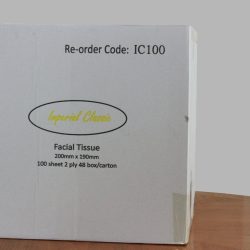 Re-order Code: IC100
Imperial Classic
Facial Tissue
200mm x 190mm
100 sheet 2 ply 48 box/carton